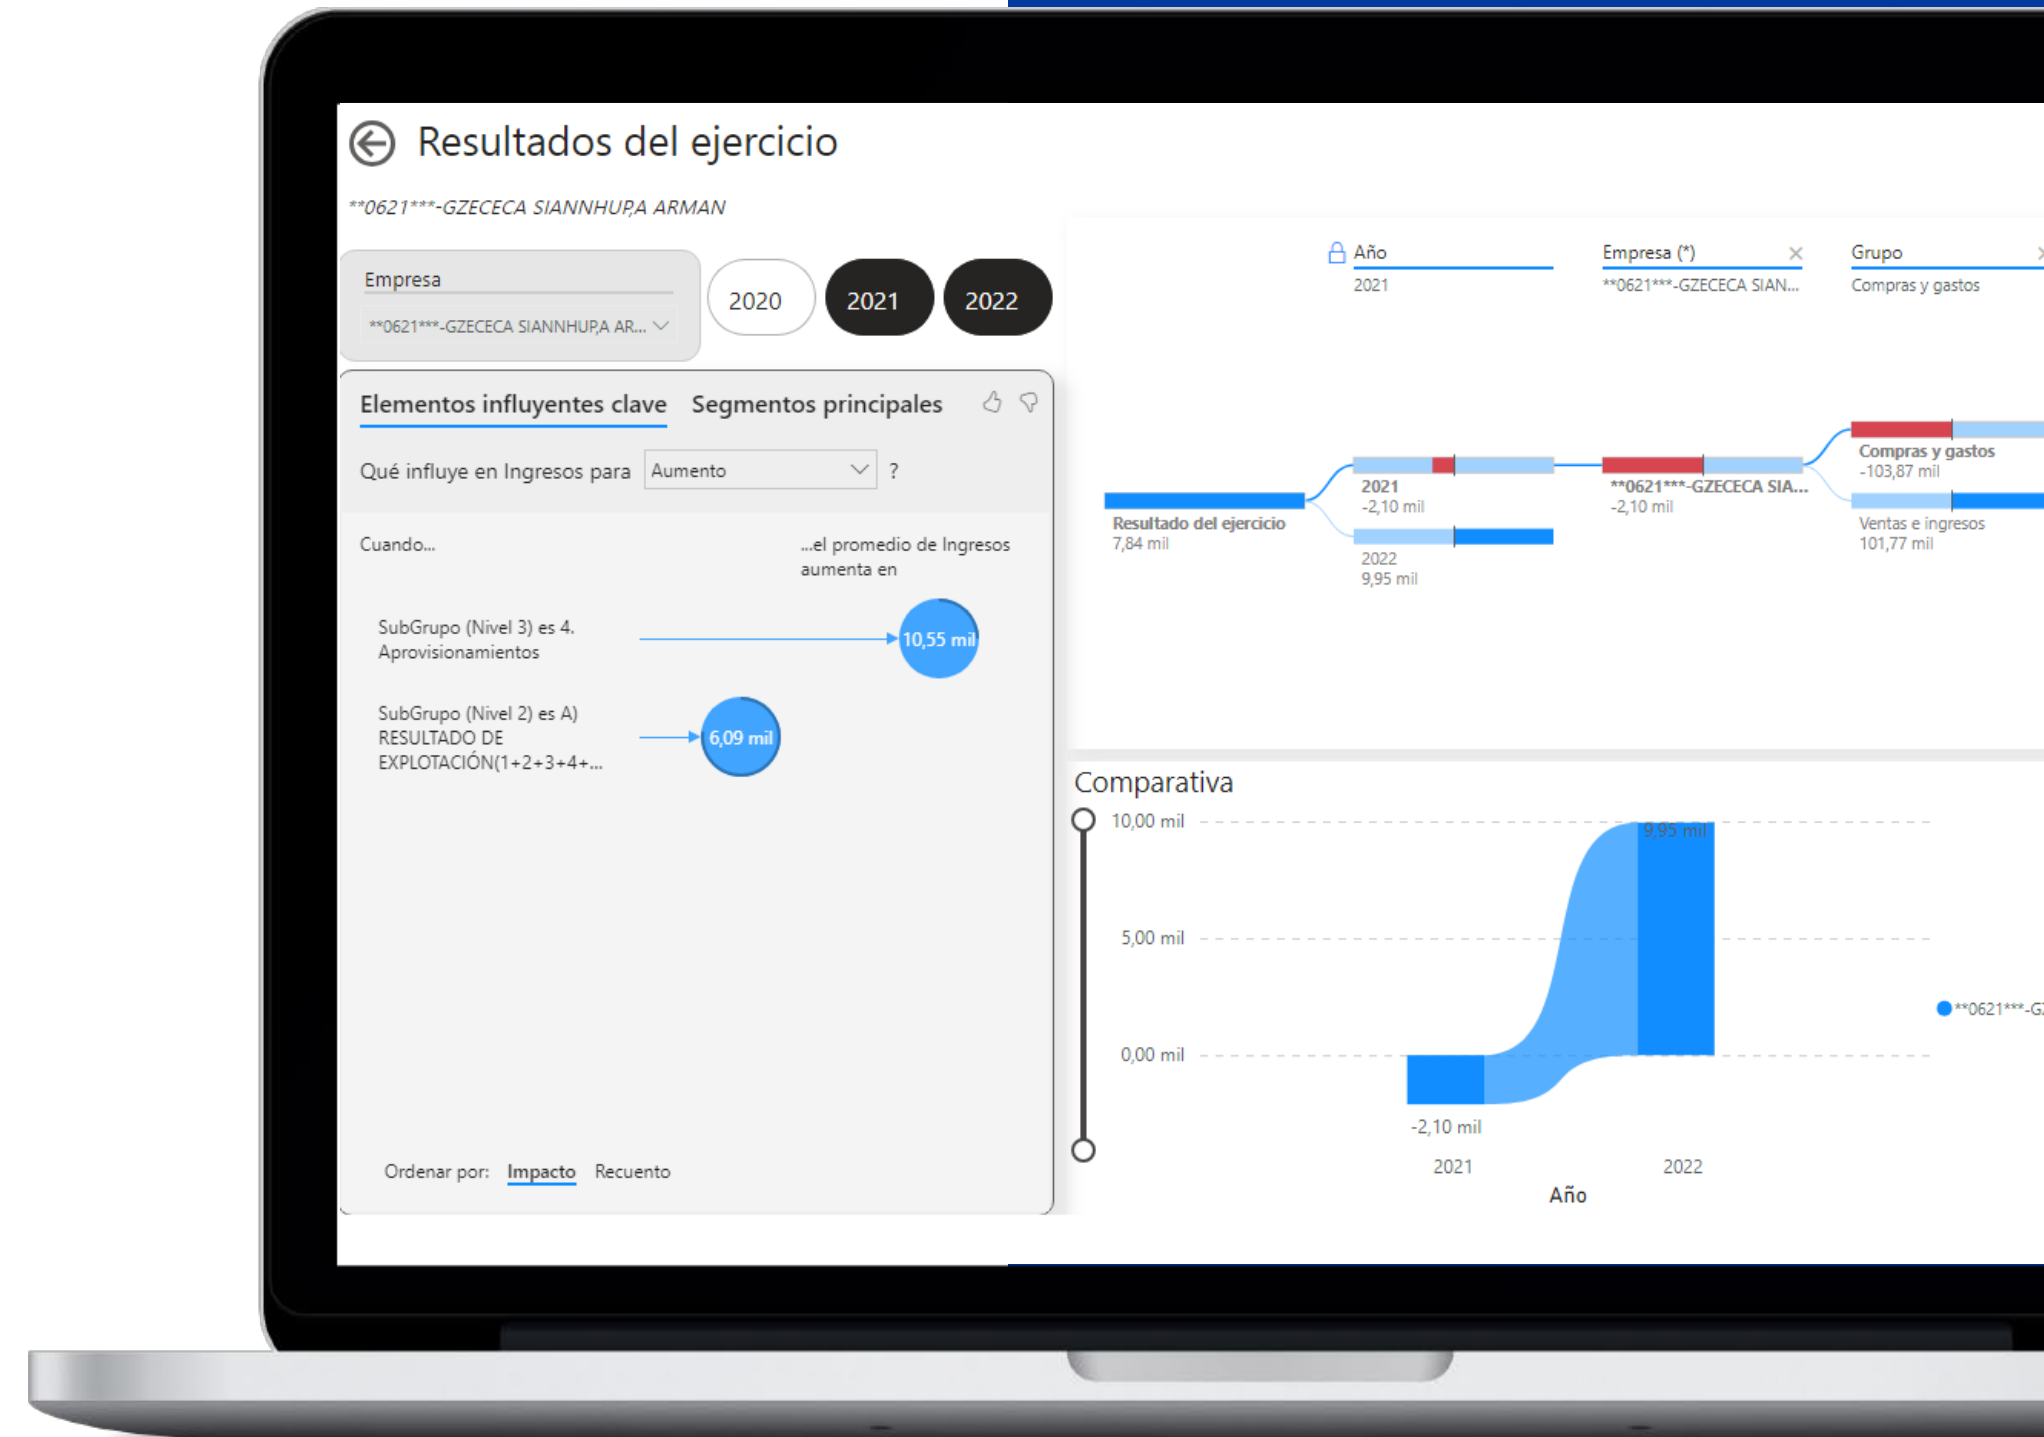 Resultados del ejercicio
**0621***-GZECECA SIANNHUP,A ARMAN
Empresa
**0621***-GZECECA SIANNHUP,A AR...
2020
2021
2022
Elementos influyentes clave
Segmentos principales
Qué influye en Ingresos para
Aumento
?
Cuando...
...el promedio de Ingresos
aumenta en
SubGrupo (Nivel 3) es 4.
Aprovisionamientos
10,55 mil
SubGrupo (Nivel 2) es A)
RESULTADO DE
EXPLOTACIÓN(1+2+3+4+...
6,09 mil
Ordenar por:
Impacto
Recuento
Año
2021
Empresa (*)
**0621***-GZECECA SIAN...
Grupo
Compras y gastos
Resultado del ejercicio
7,84 mil
2021
-2,10 mil
2022
9,95 mil
**0621***-GZECECA SIA...
-2,10 mil
Compras y gastos
-103,87 mil
Ventas e ingresos
101,77 mil
Comparativa
10,00 mil
5,00 mil
0,00 mil
9,95 mil
-2,10 mil
2021
2022
Año
**0621***-G